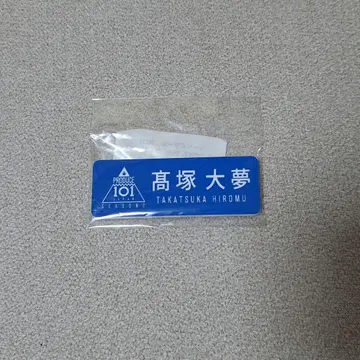 PRODUCE
101
JAPAN
SEASON2
髙塚 大夢
TAKATSUKA HIROMU